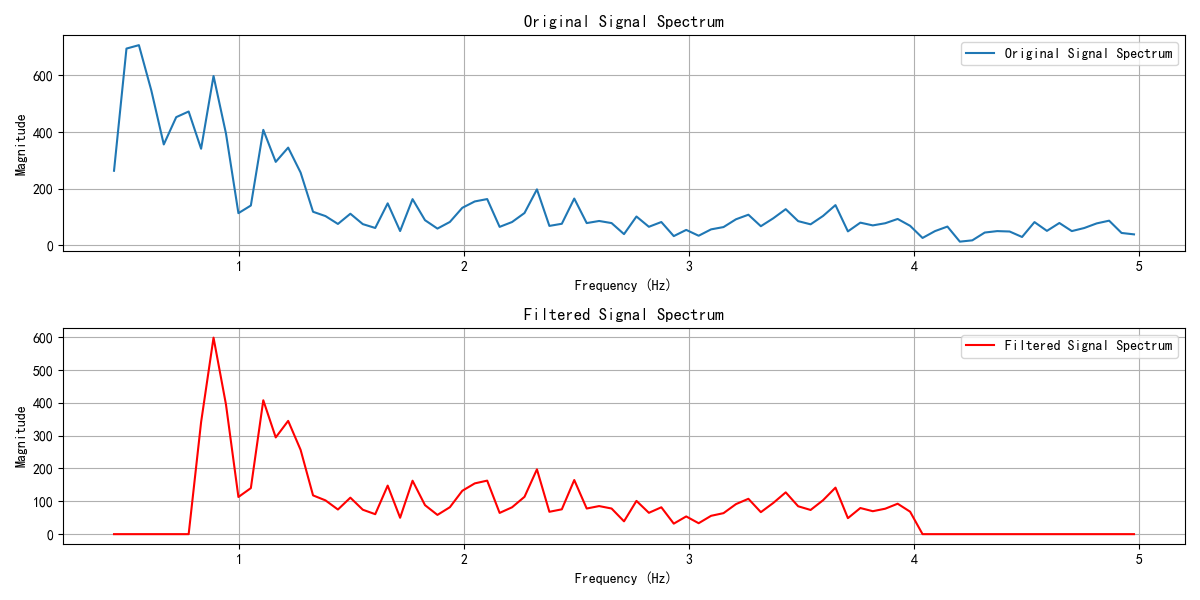 Original Signal Spectrum
Original Signal Spectrum
600
400
200
0
Magnitude
1 2 3 4 5
Frequency (Hz)
Filtered Signal Spectrum
Filtered Signal Spectrum
600
500
400
300
200
100
0
Magnitude
1 2 3 4 5
Frequency (Hz)